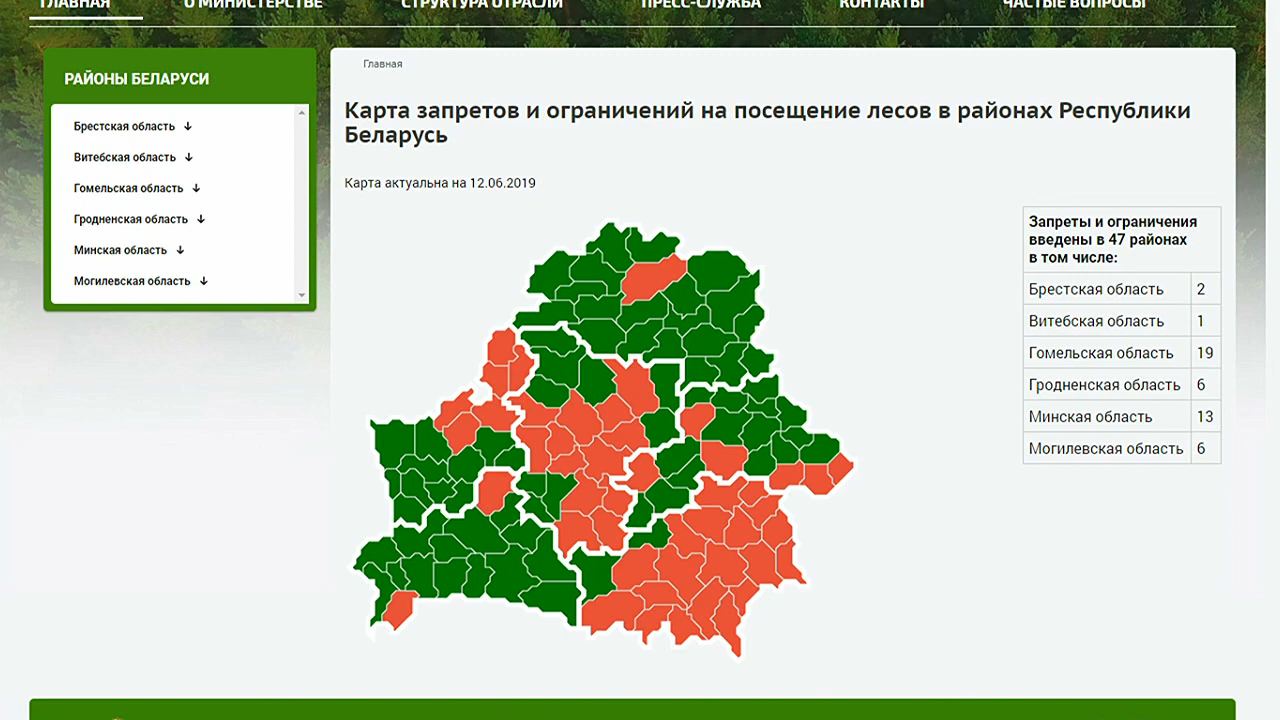 ГЛАВНАЯ
О МИНИСТЕРСТВЕ
СТРУКТУРА ОТРАСЛИ
ПРЕСС-СЛУЖБА
КОНТАКТЫ
ЧАСТЫЕ ВОПРОСЫ
РАЙОНЫ БЕЛАРУСИ
Брестская область
Витебская область
Гомельская область
Гродненская область
Минская область
Могилевская область
Главная
Карта запретов и ограничений на посещение лесов в районах Республики
Беларусь
Карта актуальна на 12.06.2019
Запреты и ограничения
введены в 47 районах
в том числе:
Брестская область 2
Витебская область 1
Гомельская область 19
Гродненская область 6
Минская область 13
Могилевская область 6